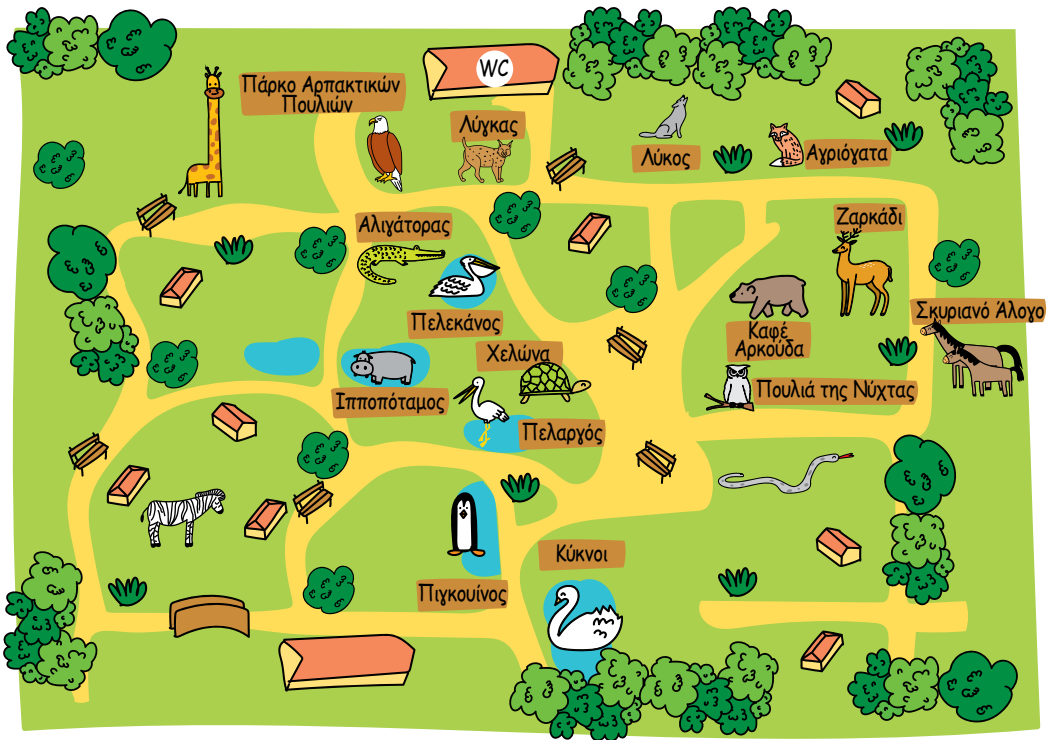 WC
Πάρκο Αρπακτικών
Πουλιών
Λύγκας
Λύκος
Αγριόγατα
Αλιγάτορας
Ζαρκάδι
Σκυριανό Άλογο
Πελεκάνος
Καφέ
Αρκούδα
Χελώνα
Πουλιά της Νύχτας
Ιπποπόταμος
Πελαργός
Κύκνοι
Πιγκουίνος